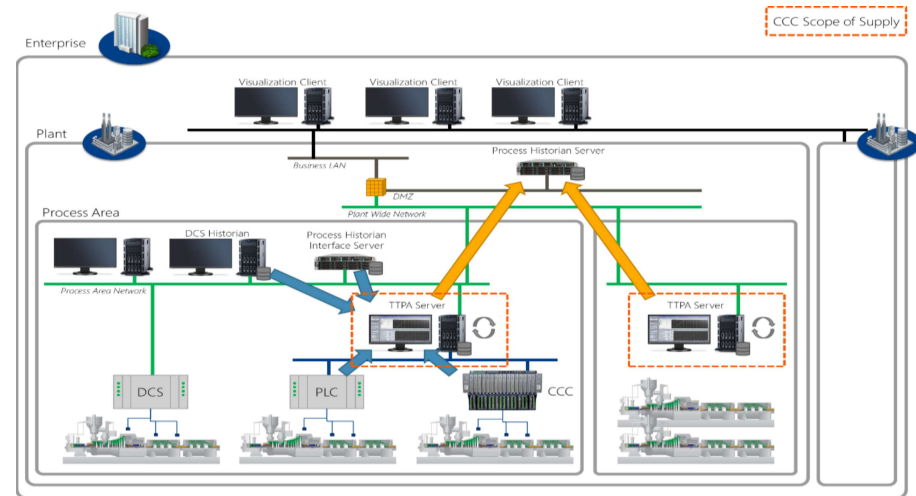 CCC Scope of Supply
Enterprise
Visualization Client
Visualization Client
Visualization Client
Plant
Business LAN
Process Historian Server
DMZ
Plant Wide Network
Process Area
DCS Historian
Process Historian
Interface Server
Process Area Network
TTPA Server
TTPA Server
DCS
PLC
CCC